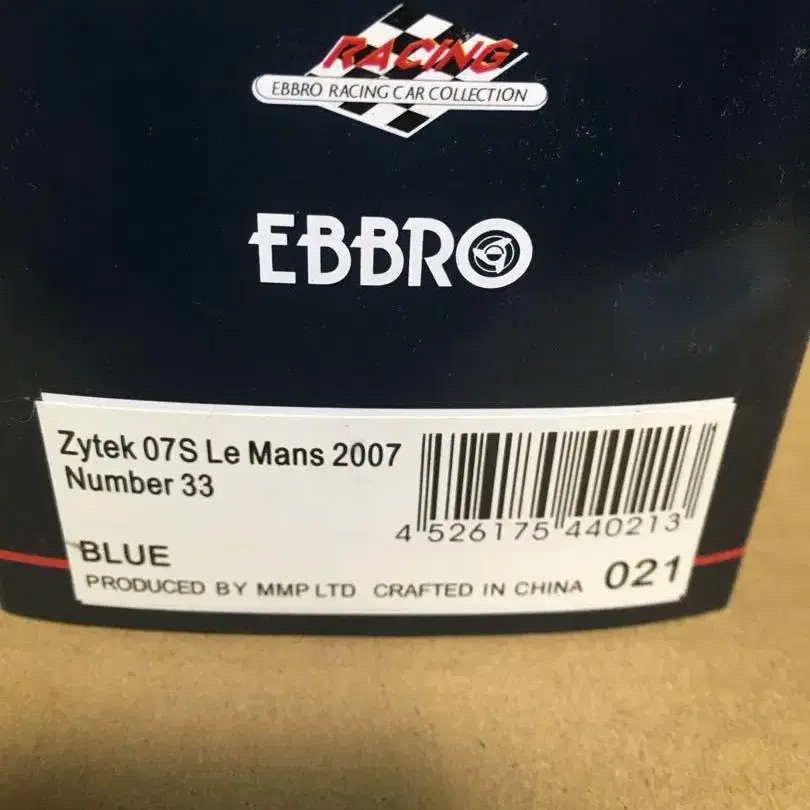 RACING
EBBRO RACING CAR COLLECTION
EBBRO
Zytek 07S Le Mans 2007
Number 33
4 526175 440213
BLUE
PRODUCED BY MMP LTD CRAFTED IN CHINA 021